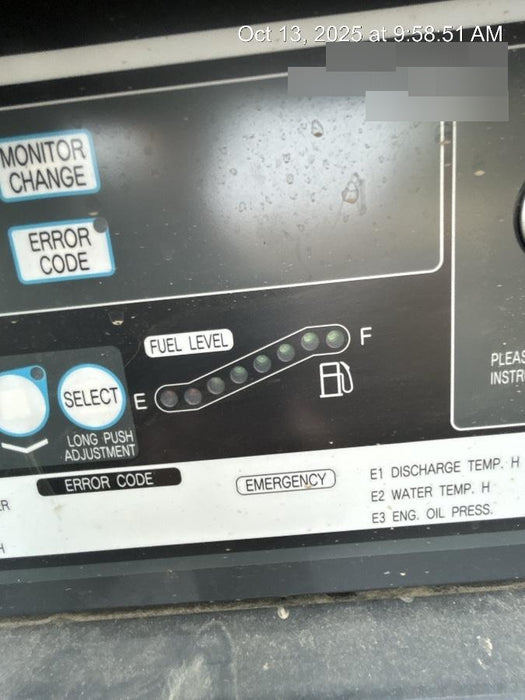 Oct 13, 2025 at 9:58:51 AM
MONITOR
CHANGE
ERROR
CODE
FUEL LEVEL
E
F
SELECT
LONG PUSH
ADJUSTMENT
PLEAS
INSTR
ERROR CODE
EMERGENCY
E1 DISCHARGE TEMP. H
E2 WATER TEMP. H
E3 ENG. OIL PRESS.
ER
H